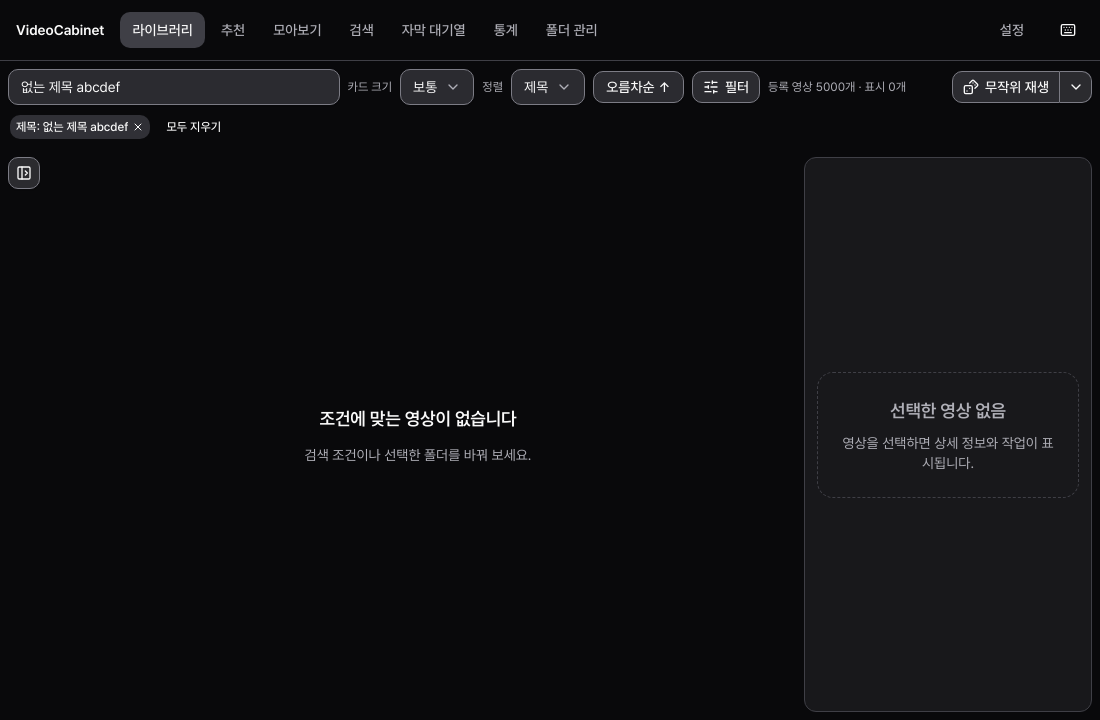 VideoCabinet 라이브러리 추천 모아보기 검색 자막 대기열 통계 폴더 관리 설정
없는 제목 abcdef 카드 크기 보통 정렬 제목 오름차순 ↑ 필터 등록 영상 5000개 · 표시 0개 무작위 재생
제목: 없는 제목 abcdef × 모두 지우기
조건에 맞는 영상이 없습니다
검색 조건이나 선택한 폴더를 바꿔 보세요.
선택한 영상 없음
영상을 선택하면 상세 정보와 작업이 표
시됩니다.